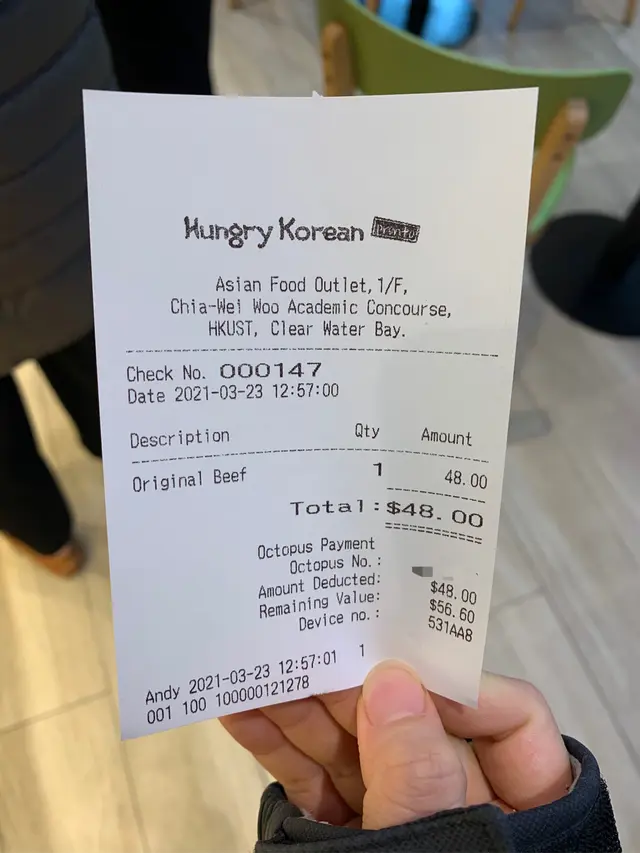 Hungry Korean Pronto
Asian Food Outlet, 1/F,
Chia-Wei Woo Academic Concourse,
HKUST, Clear Water Bay.
Check No. 000147
Date 2021-03-23 12:57:00
Description Qty Amount
Original Beef 1 48.00
Total: $48.00
Octopus Payment
Octopus No.:
Amount Deducted: $48.00
Remaining Value: $56.60
Device no.: 531AA8
Andy 2021-03-23 12:57:01 1
001 100 100000121278